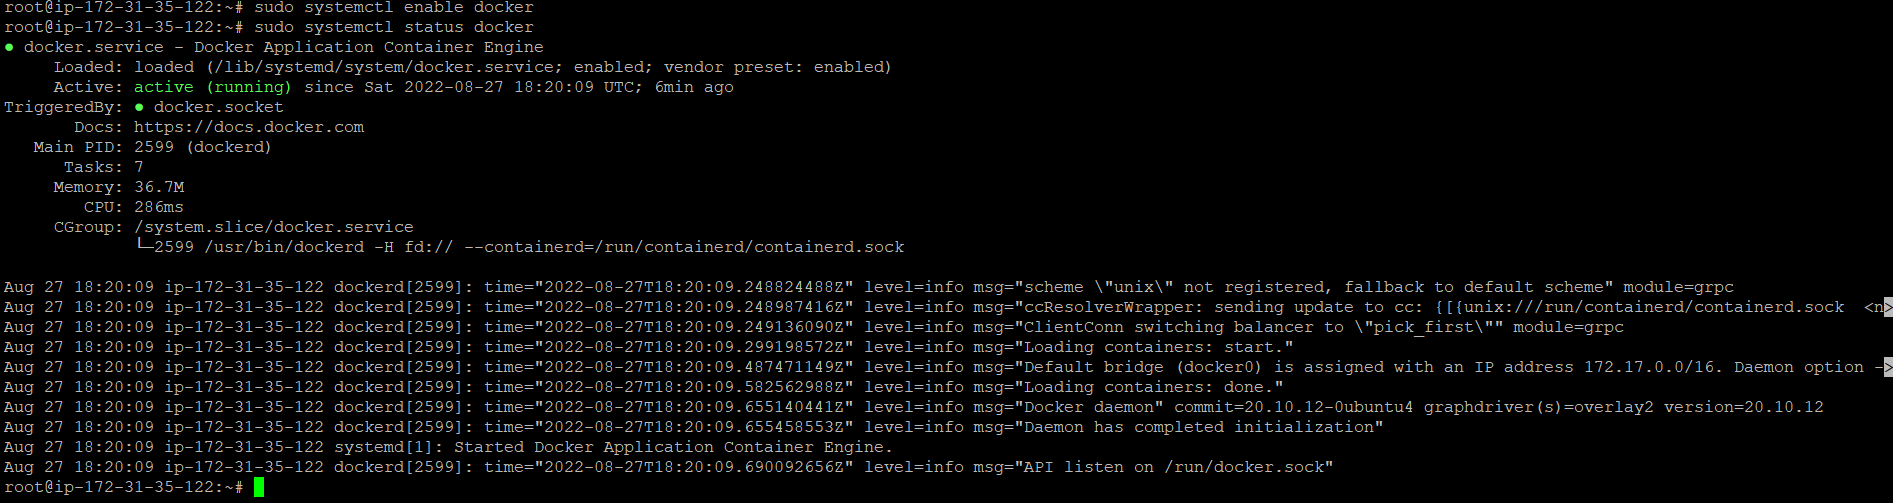 root@ip-172-31-35-122:~# sudo systemctl enable docker
root@ip-172-31-35-122:~# sudo systemctl status docker
● docker.service - Docker Application Container Engine
     Loaded: loaded (/lib/systemd/system/docker.service; enabled; vendor preset: enabled)
     Active: active (running) since Sat 2022-08-27 18:20:09 UTC; 6min ago
TriggeredBy: ● docker.socket
       Docs: https://docs.docker.com
   Main PID: 2599 (dockerd)
      Tasks: 7
     Memory: 36.7M
        CPU: 286ms
     CGroup: /system.slice/docker.service
             └─2599 /usr/bin/dockerd -H fd:// --containerd=/run/containerd/containerd.sock

Aug 27 18:20:09 ip-172-31-35-122 dockerd[2599]: time="2022-08-27T18:20:09.248824488Z" level=info msg="scheme \"unix\" not registered, fallback to default scheme" module=grpc
Aug 27 18:20:09 ip-172-31-35-122 dockerd[2599]: time="2022-08-27T18:20:09.248987416Z" level=info msg="ccResolverWrapper: sending update to cc: {[{unix:///run/containerd/containerd.sock  <n>
Aug 27 18:20:09 ip-172-31-35-122 dockerd[2599]: time="2022-08-27T18:20:09.249136090Z" level=info msg="ClientConn switching balancer to \"pick_first\"" module=grpc
Aug 27 18:20:09 ip-172-31-35-122 dockerd[2599]: time="2022-08-27T18:20:09.299198572Z" level=info msg="Loading containers: start."
Aug 27 18:20:09 ip-172-31-35-122 dockerd[2599]: time="2022-08-27T18:20:09.487471149Z" level=info msg="Default bridge (docker0) is assigned with an IP address 172.17.0.0/16. Daemon option ->
Aug 27 18:20:09 ip-172-31-35-122 dockerd[2599]: time="2022-08-27T18:20:09.582562988Z" level=info msg="Loading containers: done."
Aug 27 18:20:09 ip-172-31-35-122 dockerd[2599]: time="2022-08-27T18:20:09.655140441Z" level=info msg="Docker daemon" commit=20.10.12-0ubuntu4 graphdriver(s)=overlay2 version=20.10.12
Aug 27 18:20:09 ip-172-31-35-122 dockerd[2599]: time="2022-08-27T18:20:09.655458553Z" level=info msg="Daemon has completed initialization"
Aug 27 18:20:09 ip-172-31-35-122 systemd[1]: Started Docker Application Container Engine.
Aug 27 18:20:09 ip-172-31-35-122 dockerd[2599]: time="2022-08-27T18:20:09.690092656Z" level=info msg="API listen on /run/docker.sock"
root@ip-172-31-35-122:~#